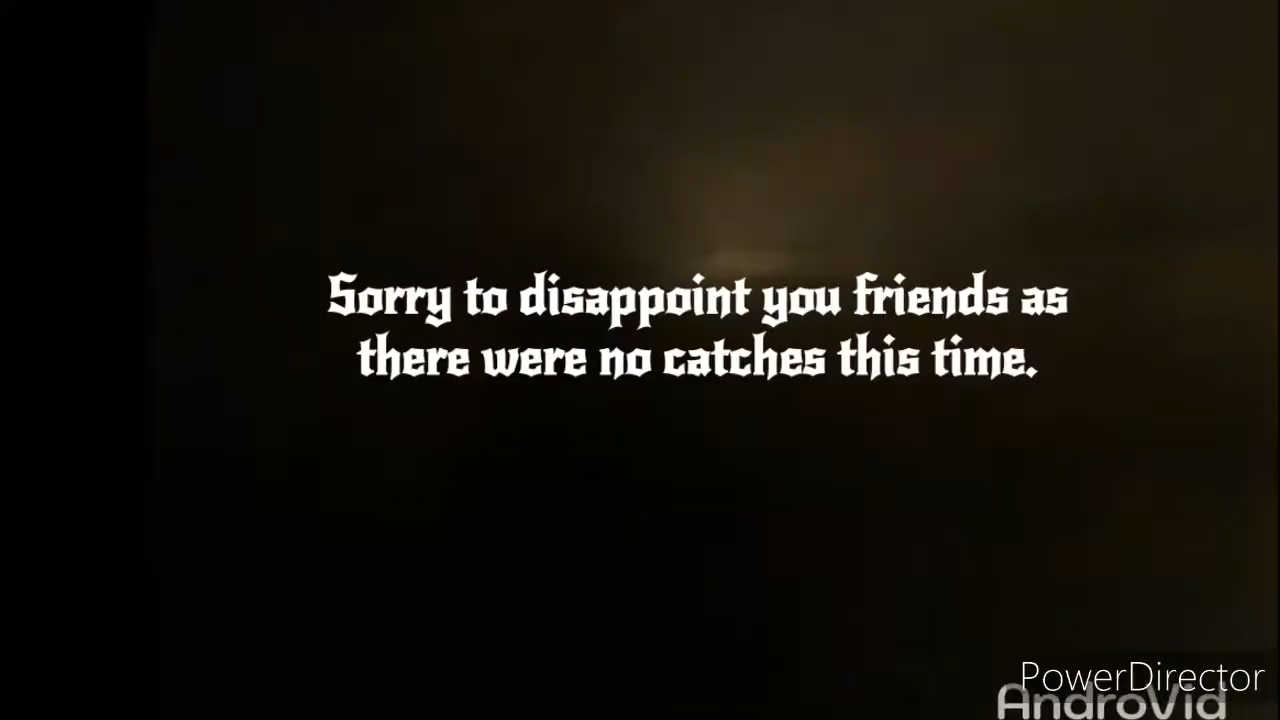 Sorry to disappoint you friends as
there were no catches this time.
PowerDirector
AndroVid